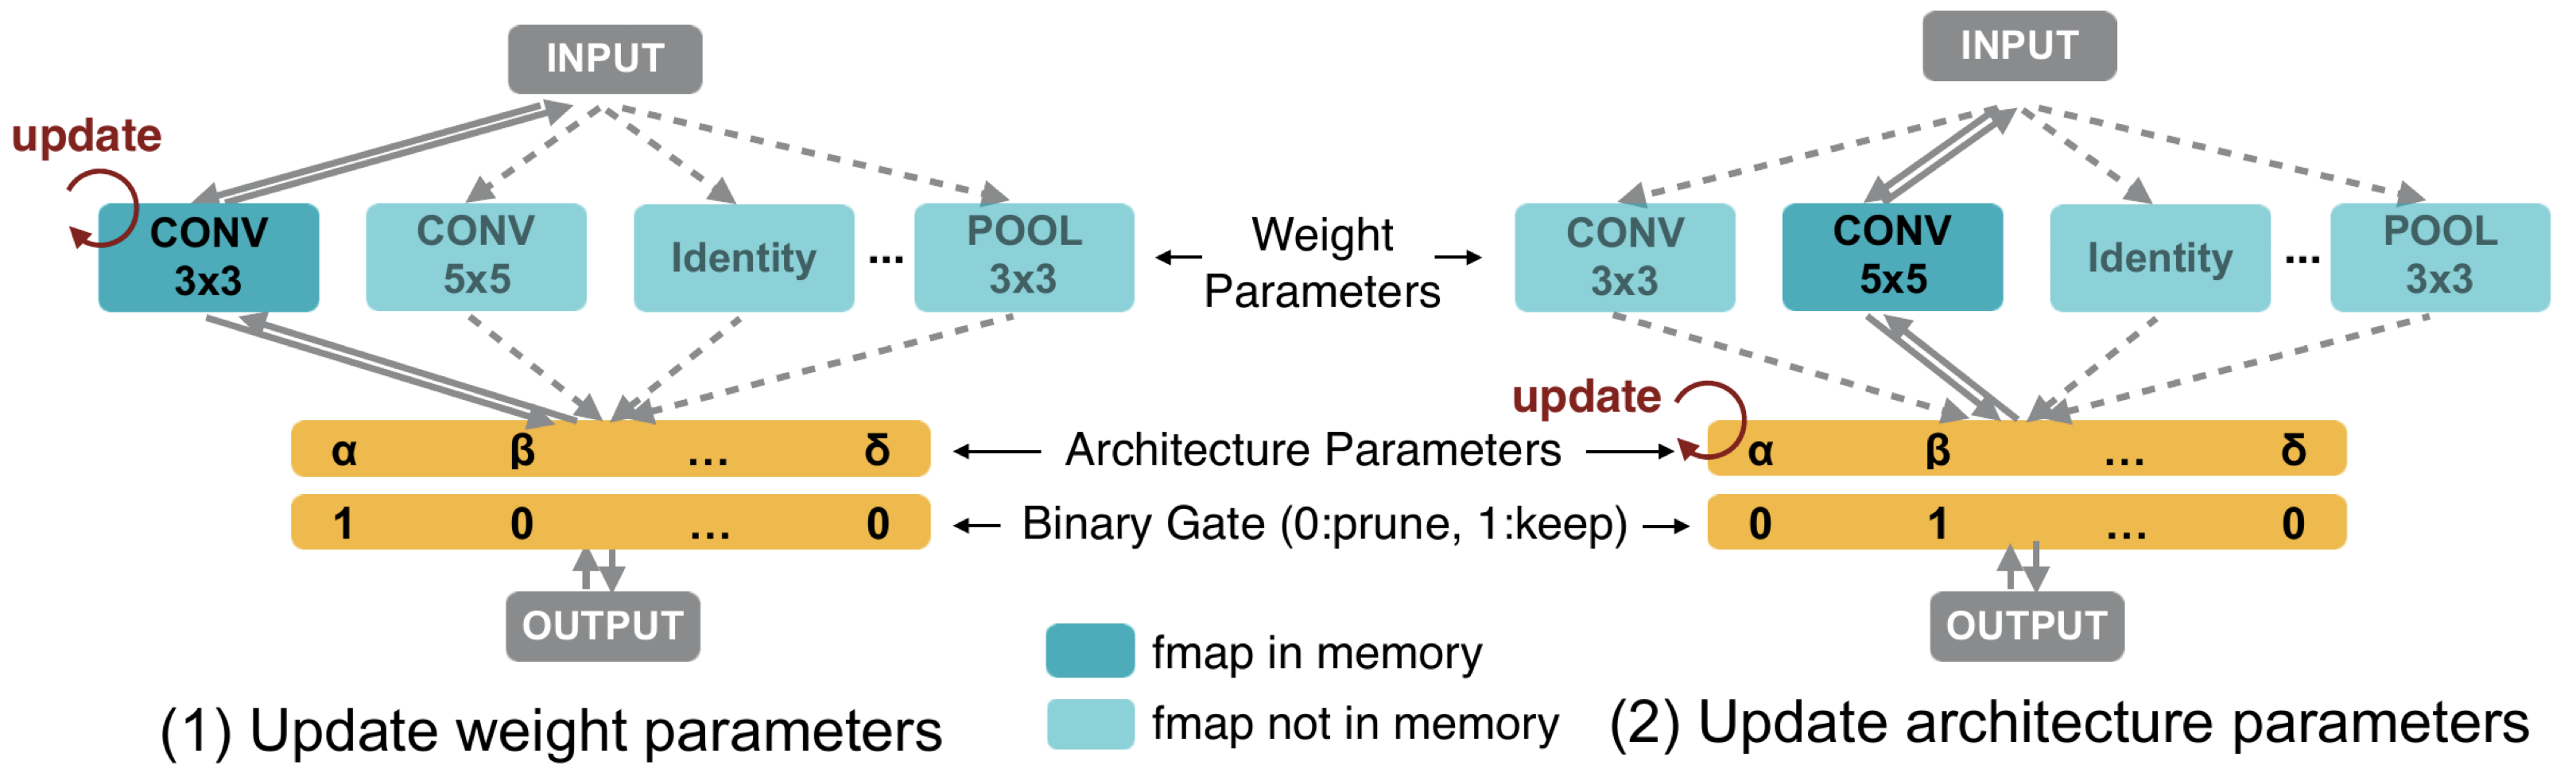 INPUT
update
CONV
3x3
CONV
5x5
Identity
...
POOL
3x3
α β ... δ
1 0 ... 0
OUTPUT
(1) Update weight parameters
Weight
Parameters
Architecture Parameters
Binary Gate (0:prune, 1:keep)
fmap in memory
fmap not in memory
INPUT
CONV
3x3
CONV
5x5
Identity
...
POOL
3x3
update
α β ... δ
0 1 ... 0
OUTPUT
(2) Update architecture parameters